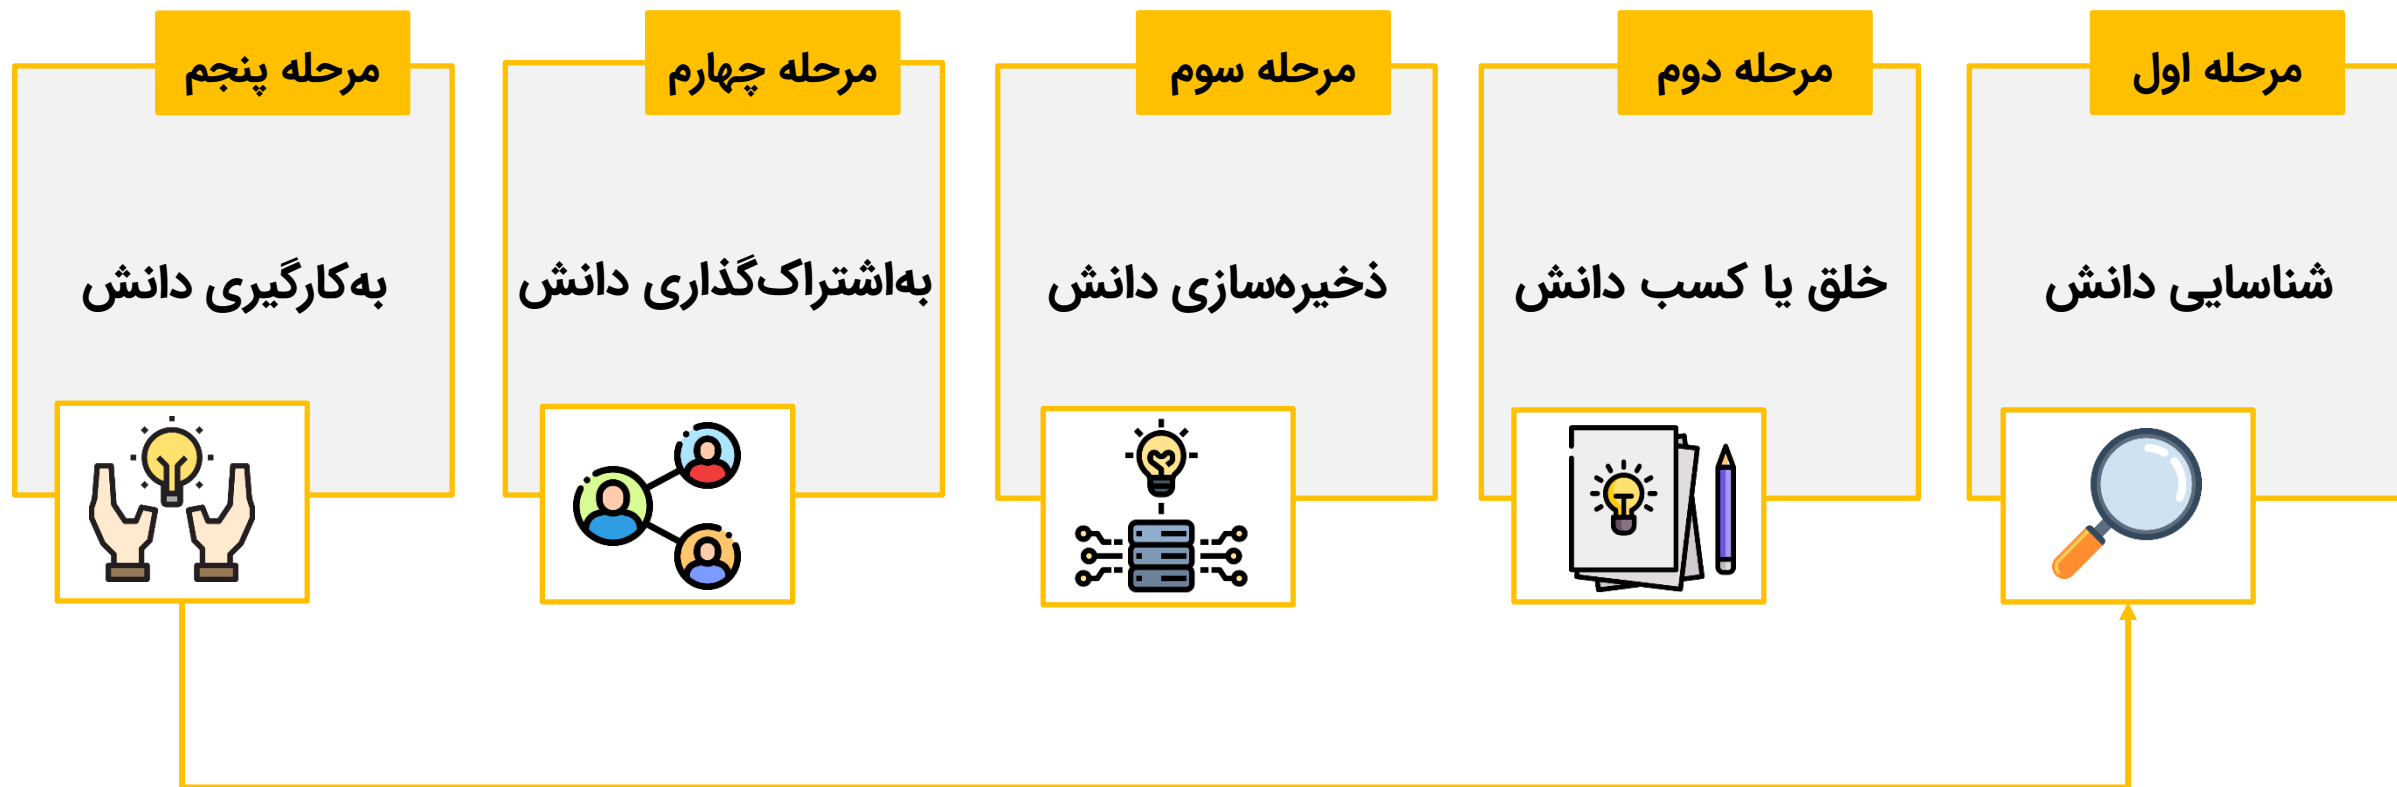 مرحله اول
شناسایی دانش
مرحله دوم
خلق یا کسب دانش
مرحله سوم
ذخیره‌سازی دانش
مرحله چهارم
به‌اشتراک‌گذاری دانش
مرحله پنجم
به‌کارگیری دانش